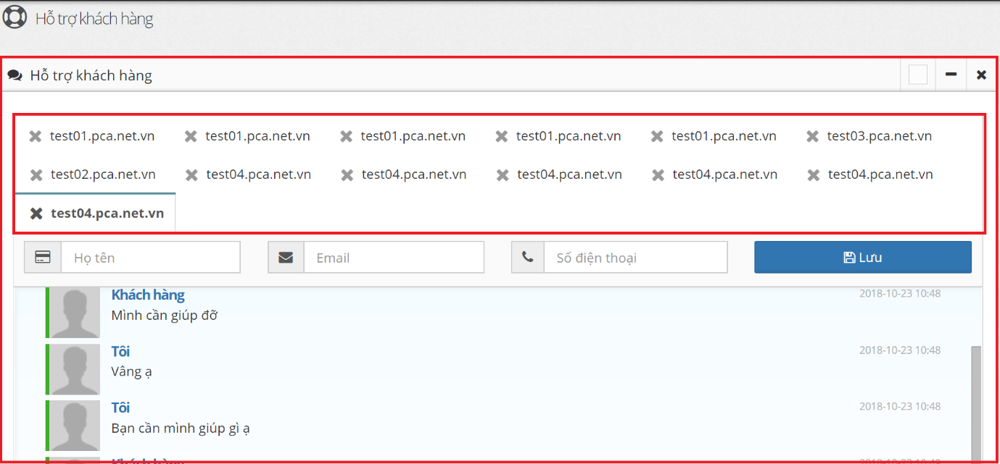 Hỗ trợ khách hàng
Hỗ trợ khách hàng
test01.pca.net.vn test01.pca.net.vn test01.pca.net.vn test01.pca.net.vn test01.pca.net.vn test03.pca.net.vn
test02.pca.net.vn test04.pca.net.vn test04.pca.net.vn test04.pca.net.vn test04.pca.net.vn test04.pca.net.vn
test04.pca.net.vn
Họ tên Email Số điện thoại Lưu
Khách hàng 2018-10-23 10:48
Mình cần giúp đỡ
Tôi 2018-10-23 10:48
Vâng ạ
Tôi 2018-10-23 10:48
Bạn cần mình giúp gì ạ